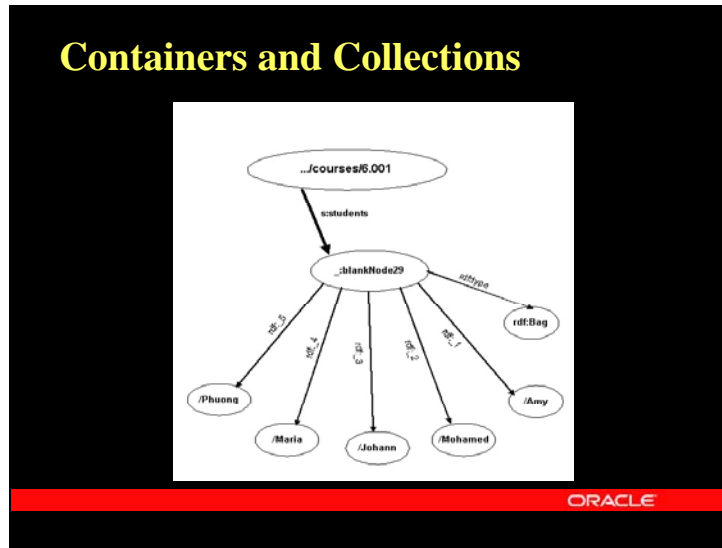 Containers and Collections
.../courses/6.001
s:students
_:blankNode29
rdf:type
rdf:Bag
rdf:_5
rdf:_4
rdf:_3
rdf:_2
rdf:_1
/Phuong
/Maria
/Johann
/Mohamed
/Amy
ORACLE